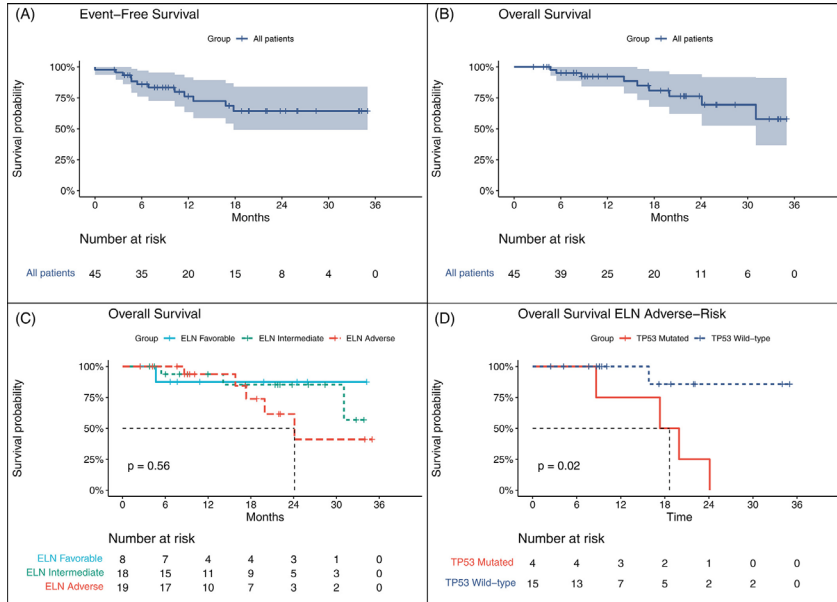 (A)
Event-Free Survival
Group All patients
Survival probability
100%
75%
50%
25%
0%
0 6 12 18 24 30 36
Months
Number at risk
All patients 45 35 20 15 8 4 0
(B)
Overall Survival
Group All patients
Survival probability
100%
75%
50%
25%
0%
0 6 12 18 24 30 36
Months
Number at risk
All patients 45 39 25 20 11 6 0
(C)
Overall Survival
Group ELN Favorable ELN Intermediate ELN Adverse
Survival probability
100%
75%
50%
25%
0%
p = 0.56
0 6 12 18 24 30 36
Months
Number at risk
ELN Favorable 8 7 4 4 3 1 0
ELN Intermediate 18 15 11 9 5 3 0
ELN Adverse 19 17 10 7 3 2 0
(D)
Overall Survival ELN Adverse-Risk
Group TP53 Mutated TP53 Wild-type
Survival probability
100%
75%
50%
25%
0%
p = 0.02
0 6 12 18 24 30 36
Time
Number at risk
TP53 Mutated 4 4 3 2 1 0 0
TP53 Wild-type 15 13 7 5 2 2 0